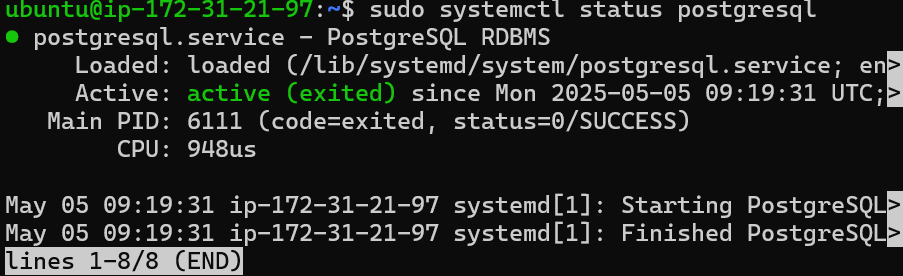 ubuntu@ip-172-31-21-97:~$ sudo systemctl status postgresql
● postgresql.service - PostgreSQL RDBMS
     Loaded: loaded (/lib/systemd/system/postgresql.service; en>
     Active: active (exited) since Mon 2025-05-05 09:19:31 UTC;>
   Main PID: 6111 (code=exited, status=0/SUCCESS)
        CPU: 948us

May 05 09:19:31 ip-172-31-21-97 systemd[1]: Starting PostgreSQL>
May 05 09:19:31 ip-172-31-21-97 systemd[1]: Finished PostgreSQL>
lines 1-8/8 (END)